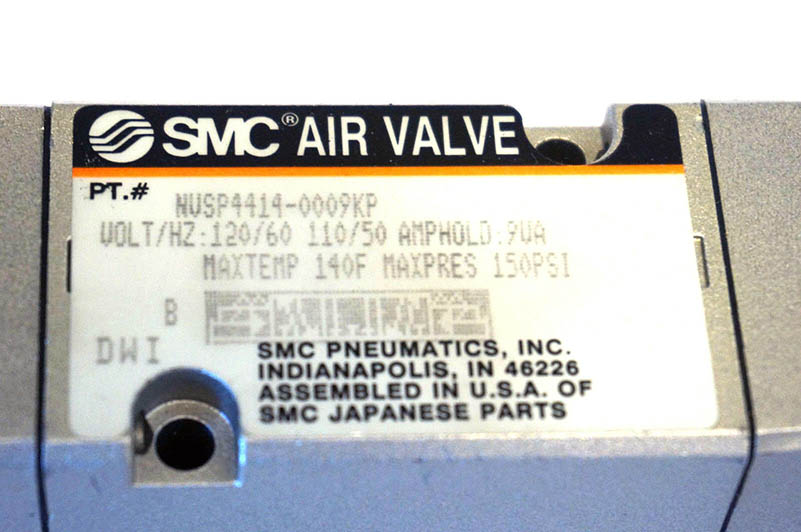 SMC® AIR VALVE
PT.# NVSP4414-0009KP
VOLT/HZ:120/60 110/50 AMPHOLD:9VA
MAXTEMP 140F MAXPRES 150PSI
B
DWI
SMC PNEUMATICS, INC.
INDIANAPOLIS, IN 46226
ASSEMBLED IN U.S.A. OF
SMC JAPANESE PARTS